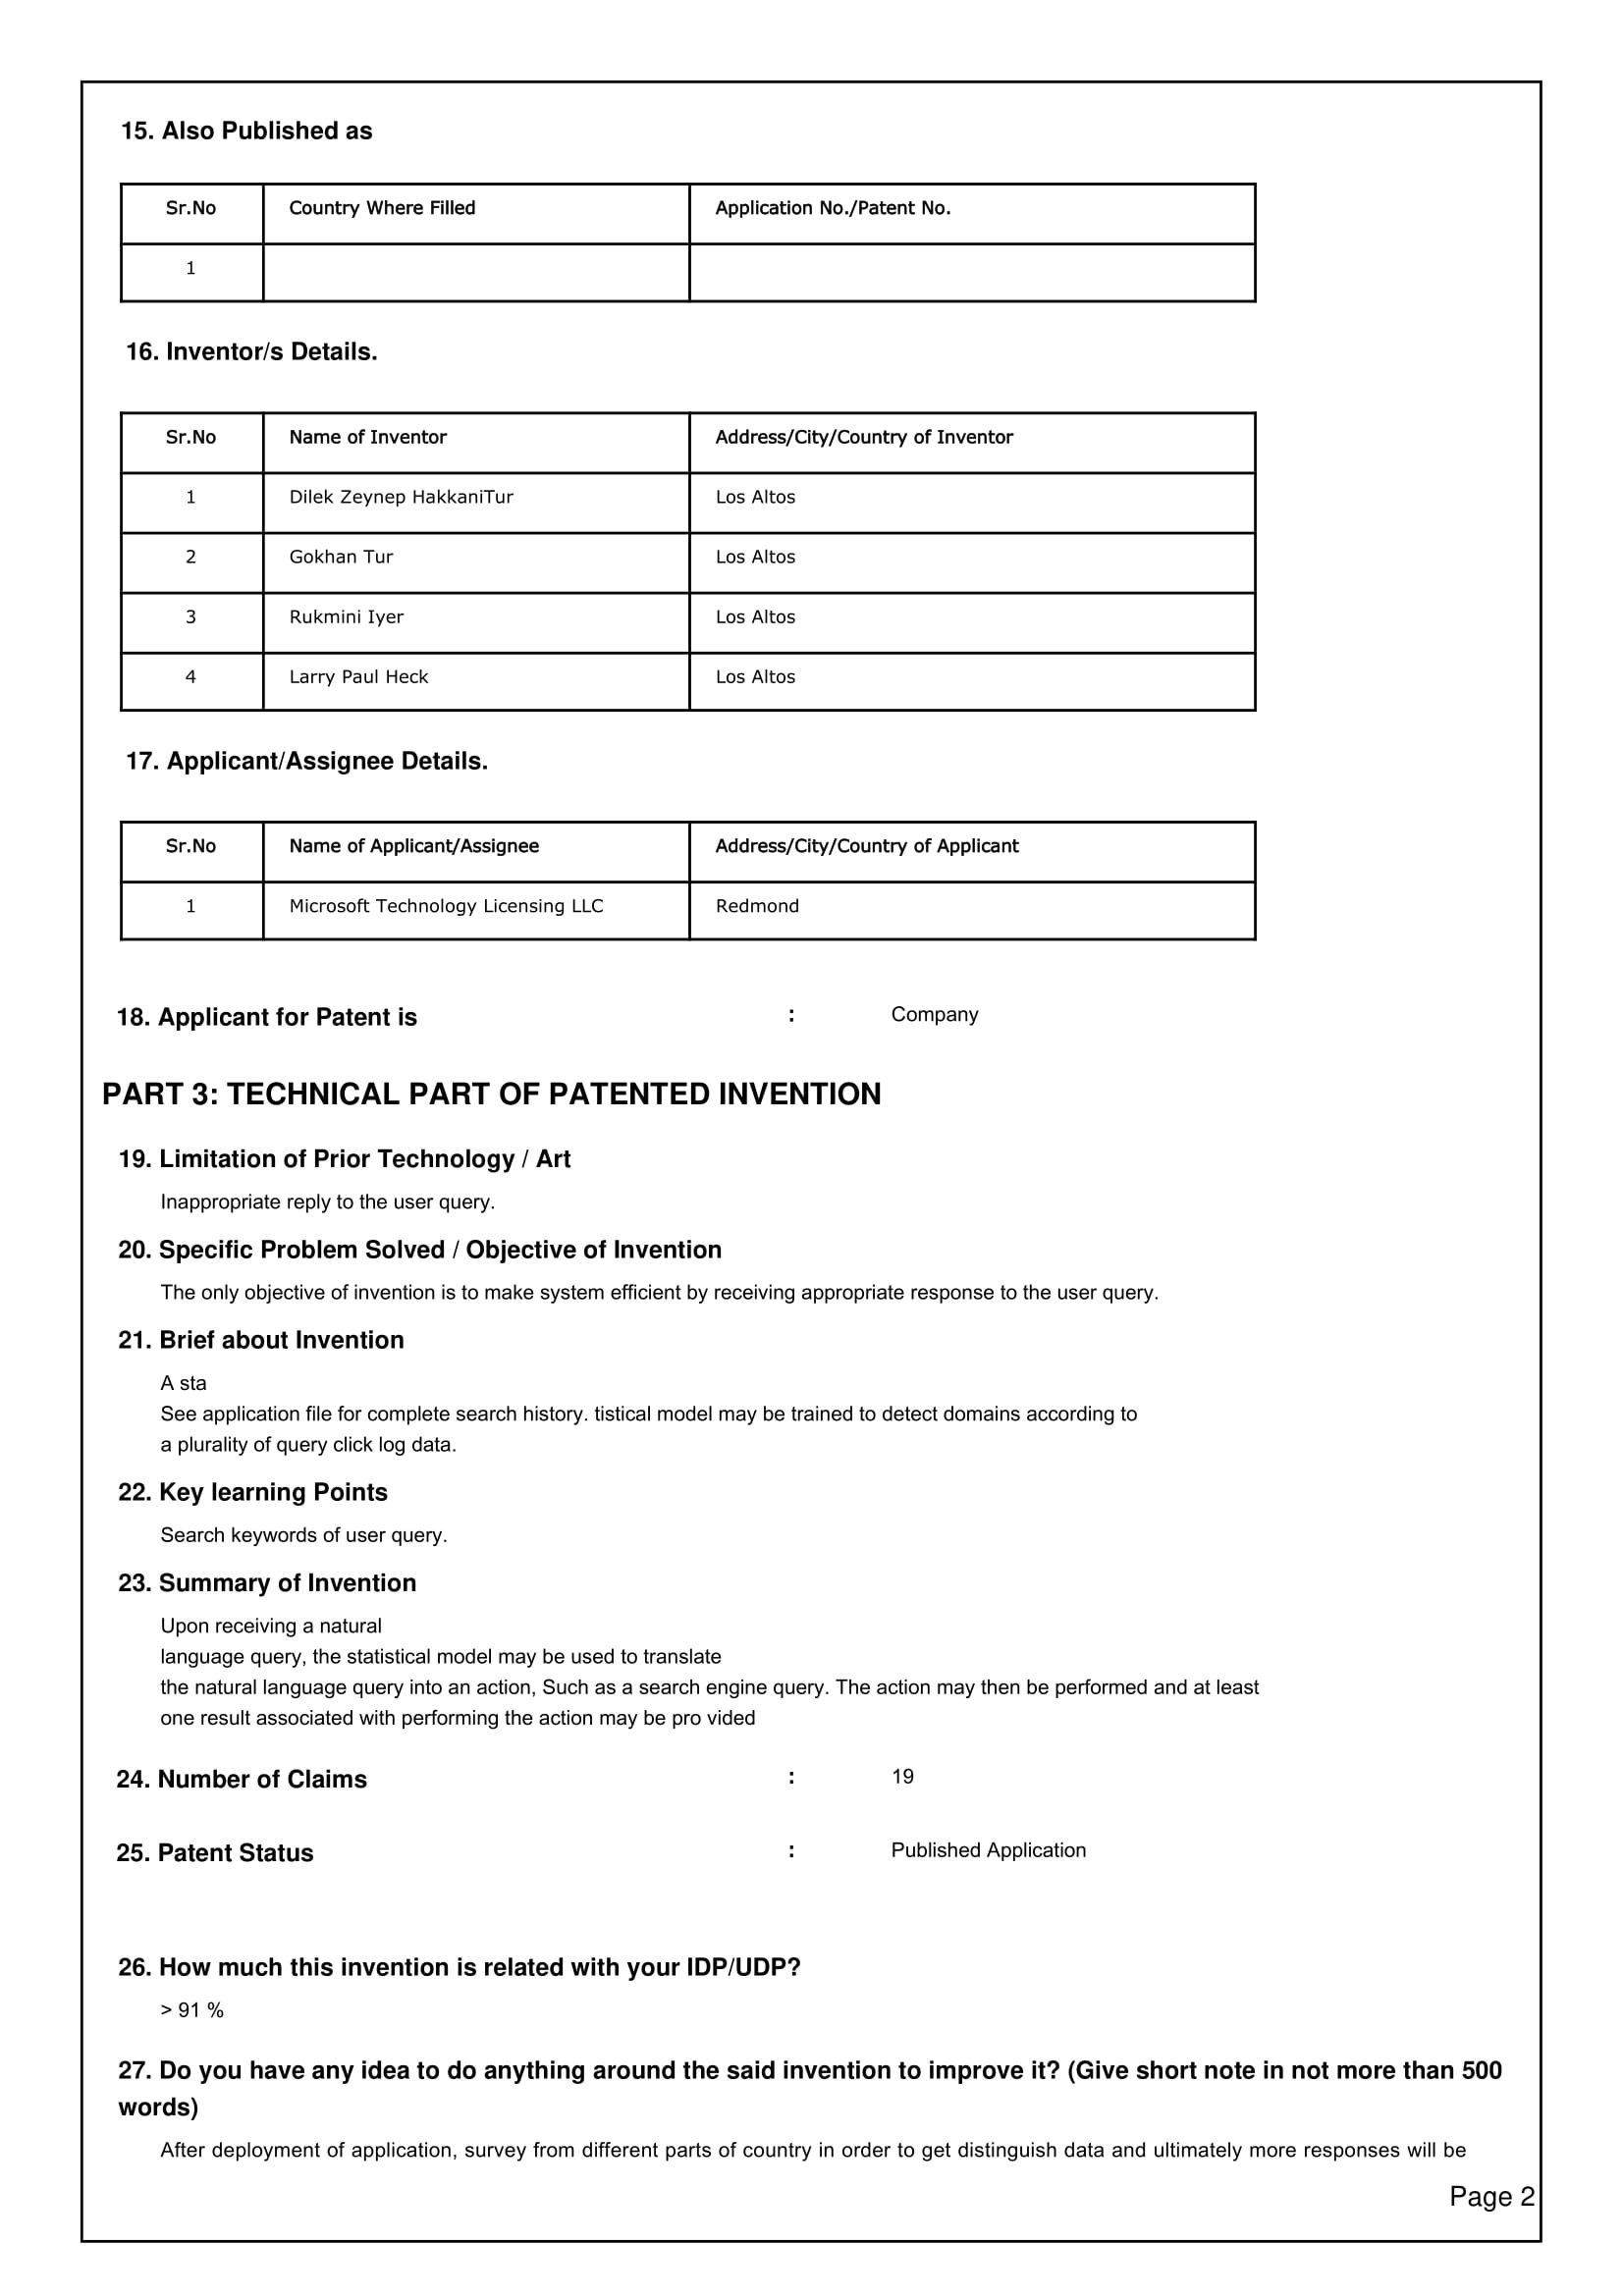 15. Also Published as
Sr.No Country Where Filled Application No./Patent No.
1
16. Inventor/s Details.
Sr.No Name of Inventor Address/City/Country of Inventor
1 Dilek Zeynep HakkaniTur Los Altos
2 Gokhan Tur Los Altos
3 Rukmini Iyer Los Altos
4 Larry Paul Heck Los Altos
17. Applicant/Assignee Details.
Sr.No Name of Applicant/Assignee Address/City/Country of Applicant
1 Microsoft Technology Licensing LLC Redmond
18. Applicant for Patent is : Company
PART 3: TECHNICAL PART OF PATENTED INVENTION
19. Limitation of Prior Technology / Art
Inappropriate reply to the user query.
20. Specific Problem Solved / Objective of Invention
The only objective of invention is to make system efficient by receiving appropriate response to the user query.
21. Brief about Invention
A sta
See application file for complete search history. tistical model may be trained to detect domains according to
a plurality of query click log data.
22. Key learning Points
Search keywords of user query.
23. Summary of Invention
Upon receiving a natural
language query, the statistical model may be used to translate
the natural language query into an action, Such as a search engine query. The action may then be performed and at least
one result associated with performing the action may be pro vided
24. Number of Claims : 19
25. Patent Status : Published Application
26. How much this invention is related with your IDP/UDP?
> 91 %
27. Do you have any idea to do anything around the said invention to improve it? (Give short note in not more than 500
words)
After deployment of application, survey from different parts of country in order to get distinguish data and ultimately more responses will be
Page 2